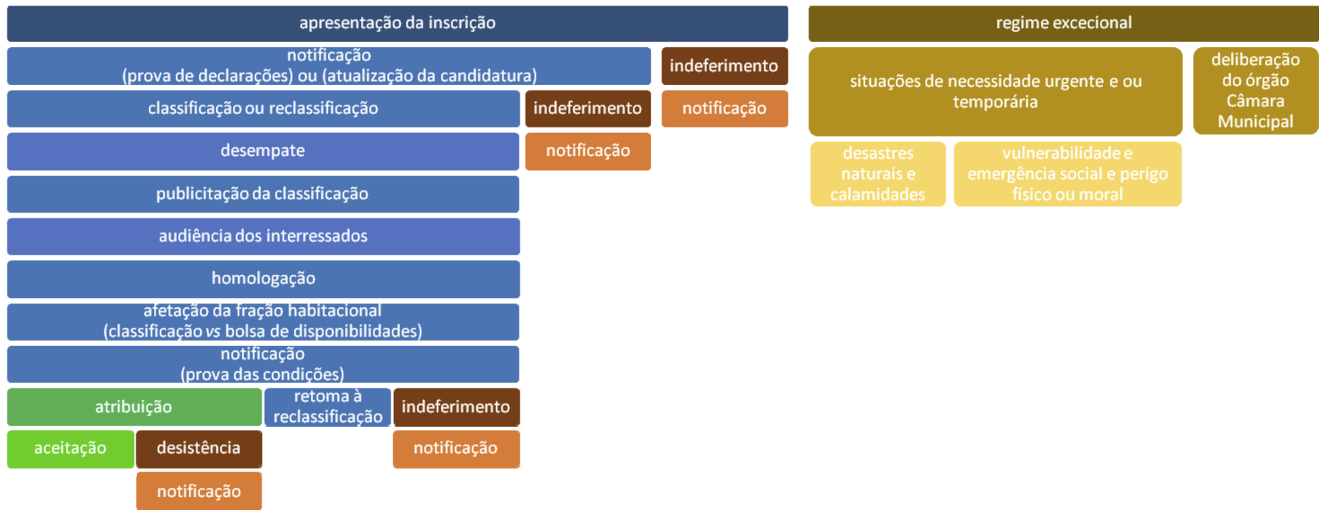 apresentação da inscrição
notificação
(prova de declarações) ou (atualização da candidatura)
indeferimento
classificação ou reclassificação
indeferimento
notificação
desempate
notificação
publicitação da classificação
audiência dos interressados
homologação
afetação da fração habitacional
(classificação vs bolsa de disponibilidades)
notificação
(prova das condições)
atribuição
retoma à
reclassificação
indeferimento
aceitação
desistência
notificação
notificação
regime excecional
situações de necessidade urgente e ou
temporária
deliberação
do órgão
Câmara
Municipal
desastres
naturais e
calamidades
vulnerabilidade e
emergência social e perigo
físico ou moral